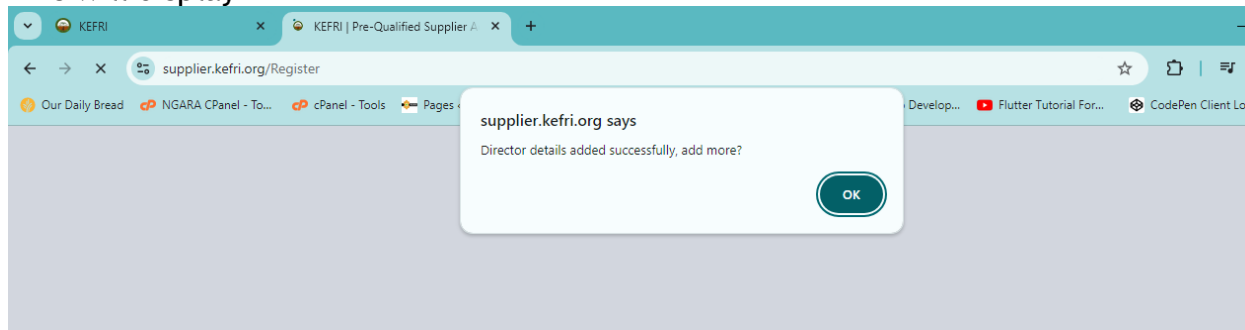 KEFRI
KEFRI | Pre-Qualified Supplier A
supplier.kefri.org/Register
Our Daily Bread
NGARA CPanel - To...
cPanel - Tools
Pages
Develop...
Flutter Tutorial For...
CodePen Client Lo
supplier.kefri.org says
Director details added successfully, add more?
OK